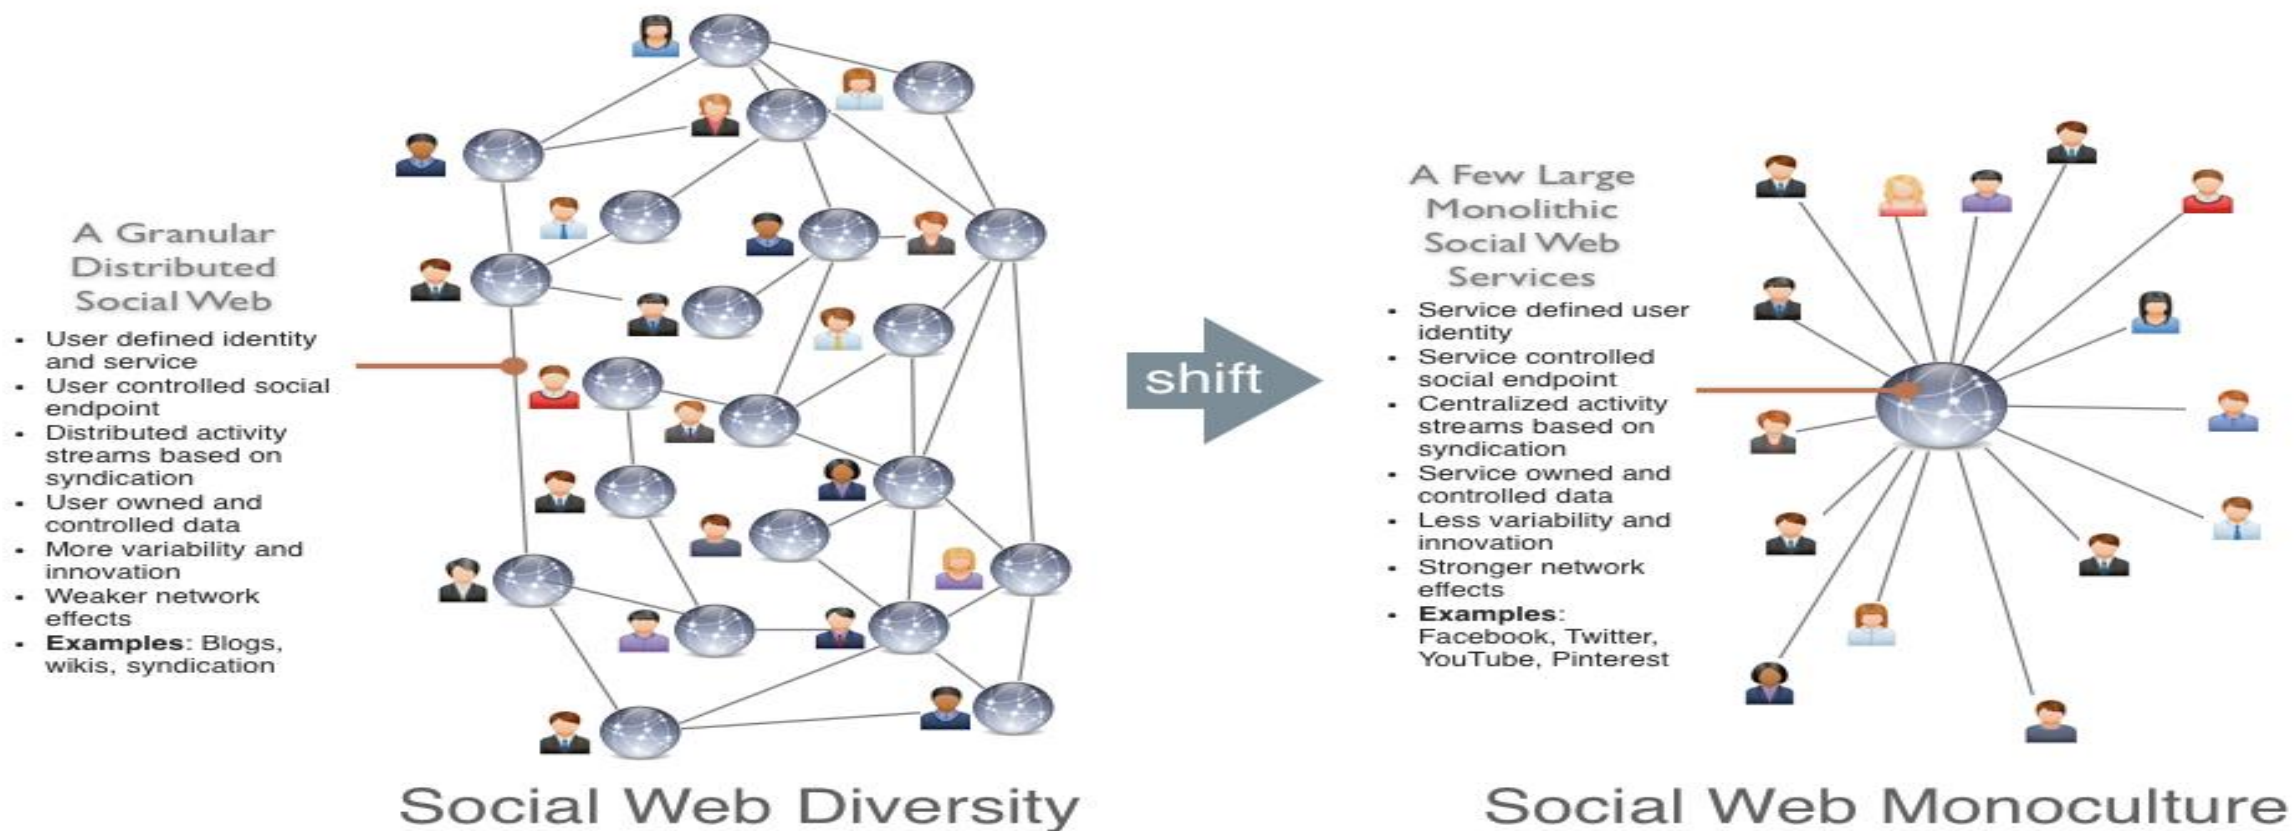 A Granular
Distributed
Social Web
• User defined identity
and service
• User controlled social
endpoint
• Distributed activity
streams based on
syndication
• User owned and
controlled data
• More variability and
innovation
• Weaker network
effects
• Examples: Blogs,
wikis, syndication
Social Web Diversity
shift
A Few Large
Monolithic
Social Web
Services
• Service defined user
identity
• Service controlled
social endpoint
• Centralized activity
streams based on
syndication
• Service owned and
controlled data
• Less variability and
innovation
• Stronger network
effects
• Examples:
Facebook, Twitter,
YouTube, Pinterest
Social Web Monoculture